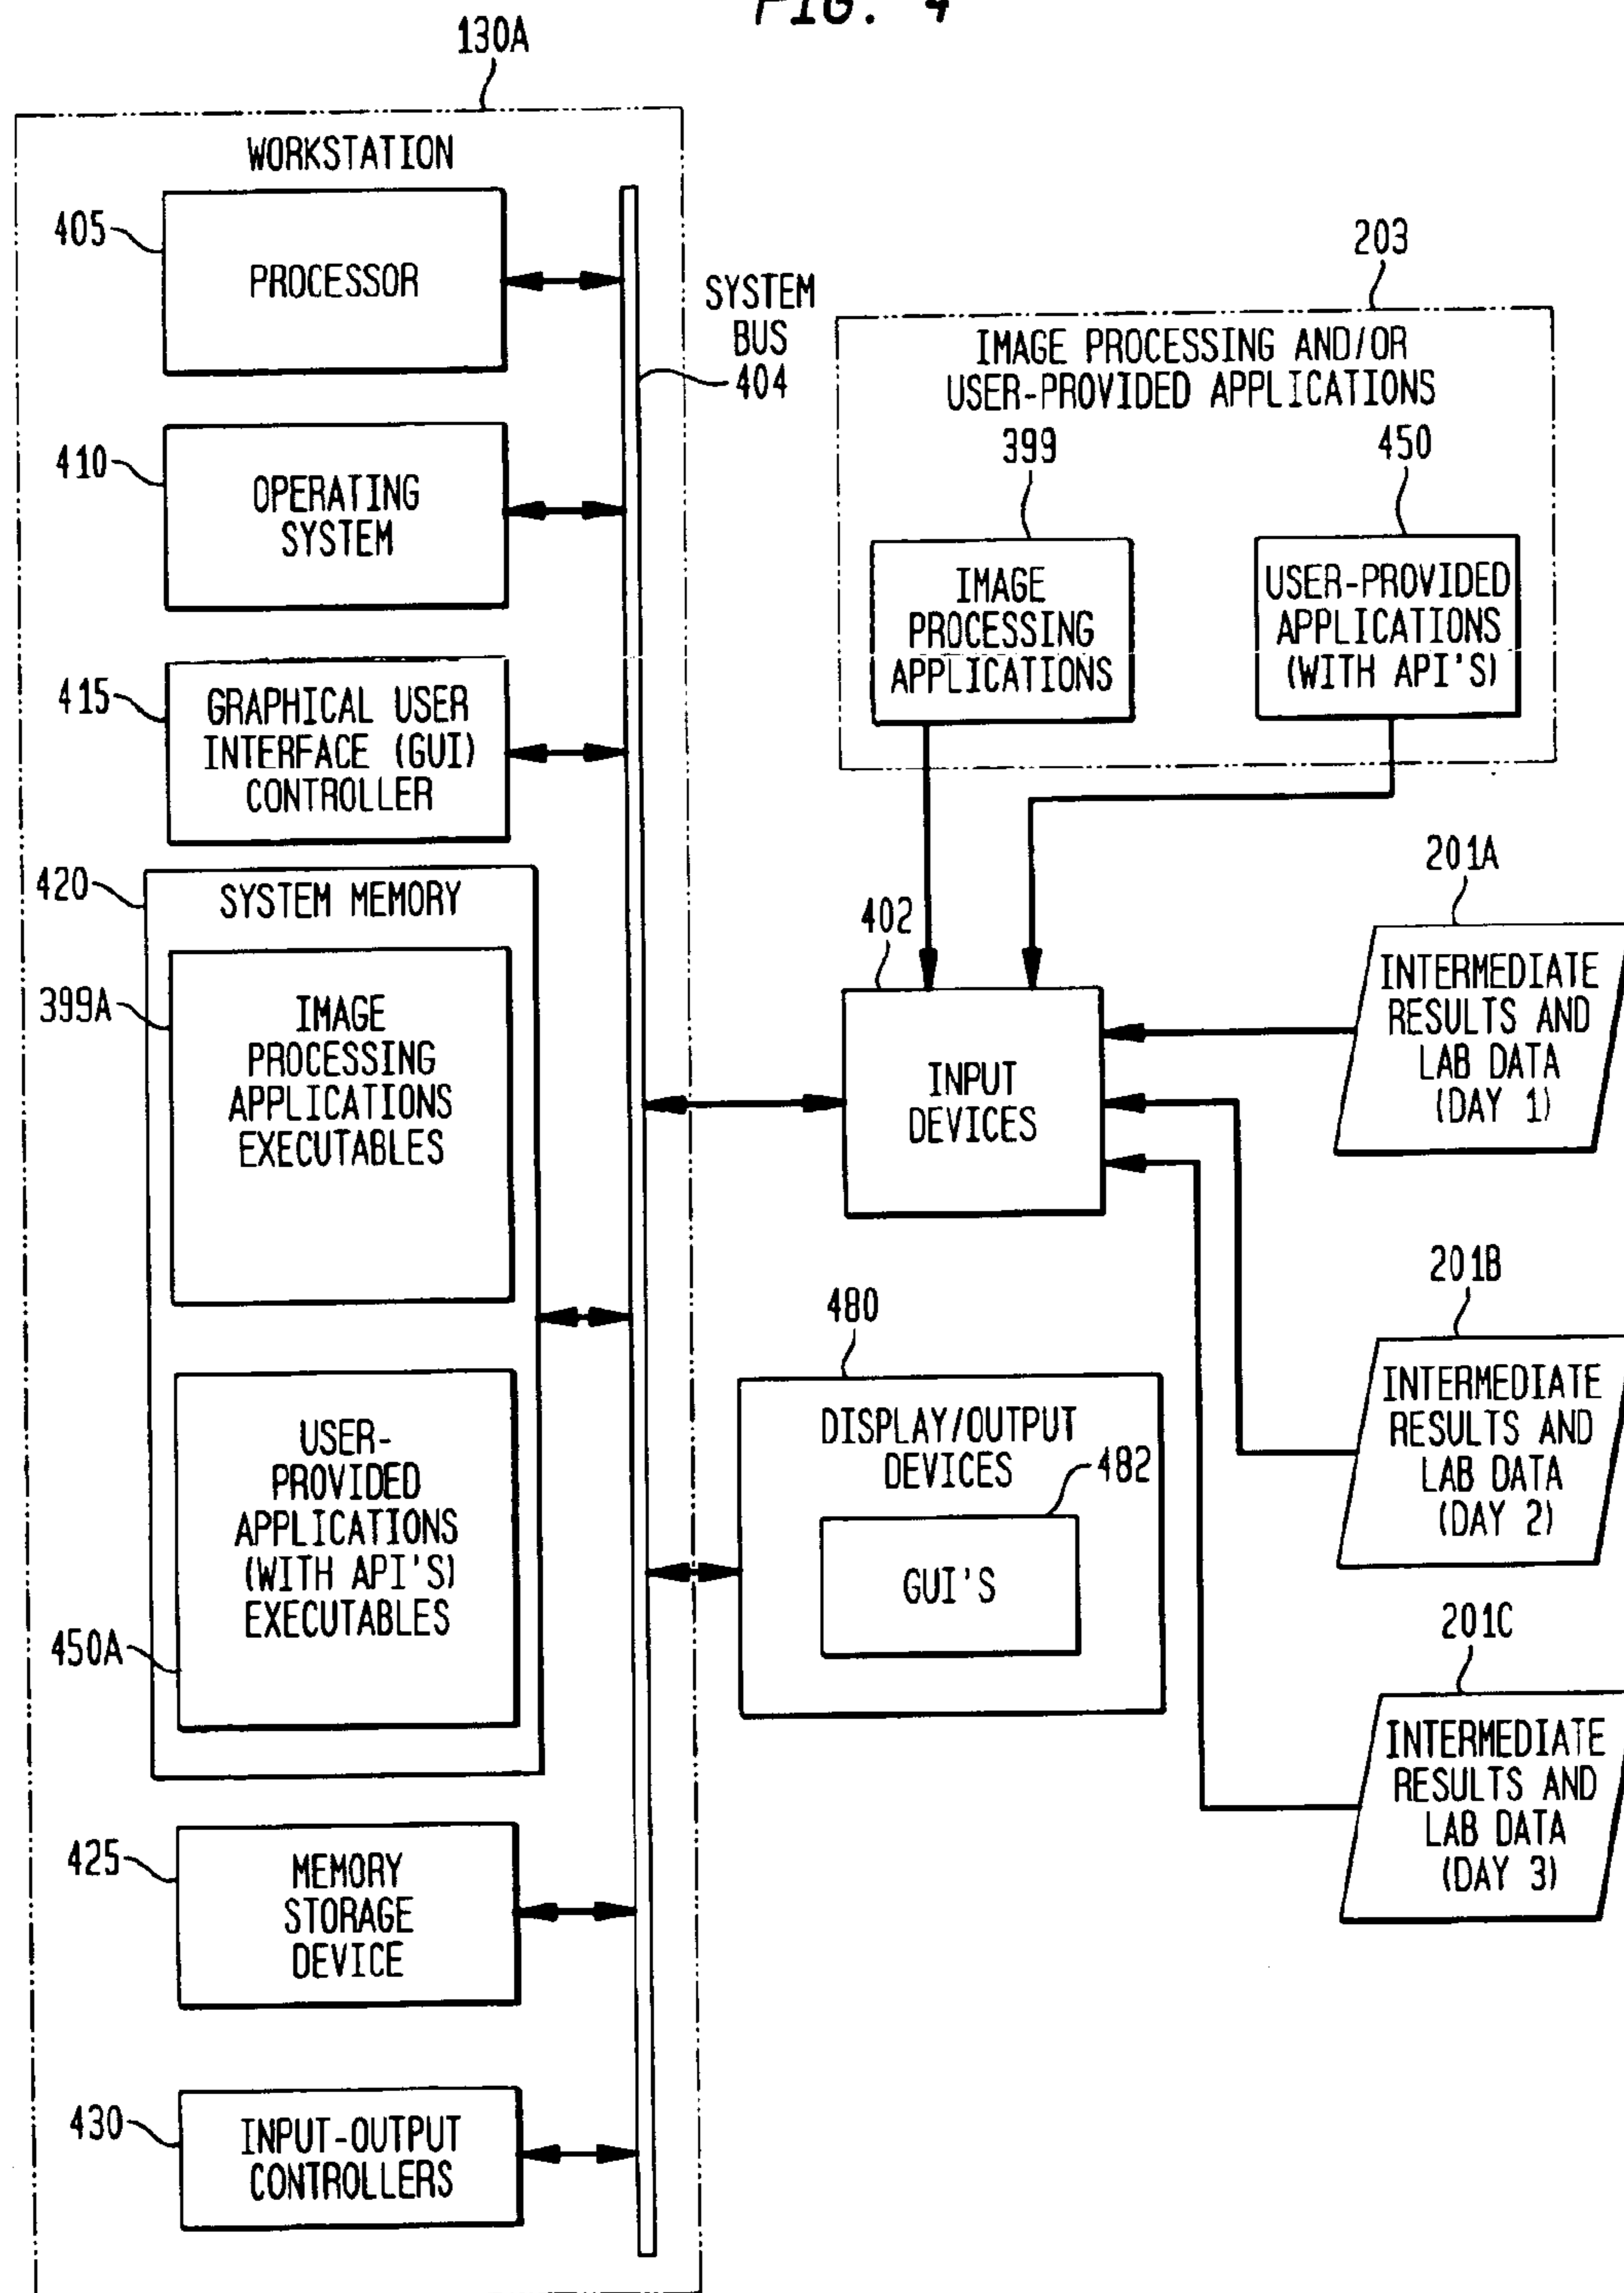 FIG. 4
130A
WORKSTATION
405
PROCESSOR
SYSTEM
BUS
404
410
OPERATING
SYSTEM
415
GRAPHICAL USER
INTERFACE (GUI)
CONTROLLER
420
SYSTEM MEMORY
399A
IMAGE
PROCESSING
APPLICATIONS
EXECUTABLES
USER-
PROVIDED
APPLICATIONS
(WITH API'S)
EXECUTABLES
450A
425
MEMORY
STORAGE
DEVICE
430
INPUT-OUTPUT
CONTROLLERS
203
IMAGE PROCESSING AND/OR
USER-PROVIDED APPLICATIONS
399
IMAGE
PROCESSING
APPLICATIONS
450
USER-PROVIDED
APPLICATIONS
(WITH API'S)
402
INPUT
DEVICES
201A
INTERMEDIATE
RESULTS AND
LAB DATA
(DAY 1)
201B
INTERMEDIATE
RESULTS AND
LAB DATA
(DAY 2)
201C
INTERMEDIATE
RESULTS AND
LAB DATA
(DAY 3)
480
DISPLAY/OUTPUT
DEVICES
482
GUI'S